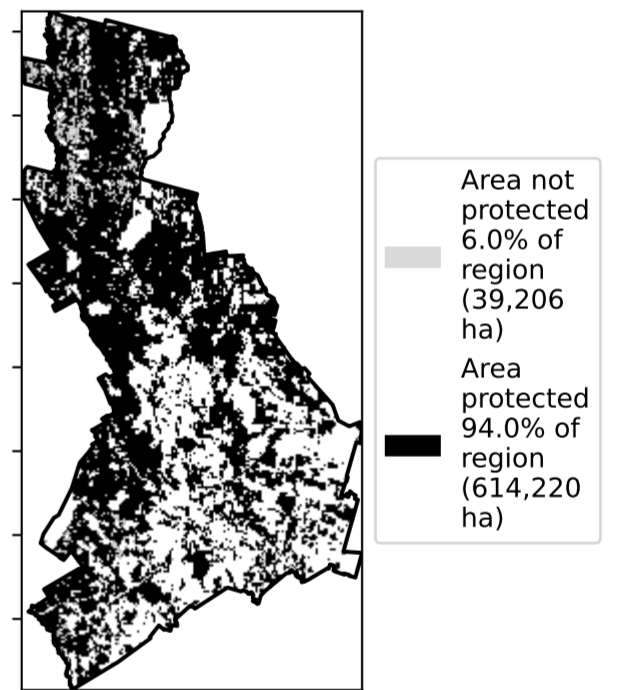 Area not
protected
6.0% of
region
(39,206
ha)
Area
protected
94.0% of
region
(614,220
ha)